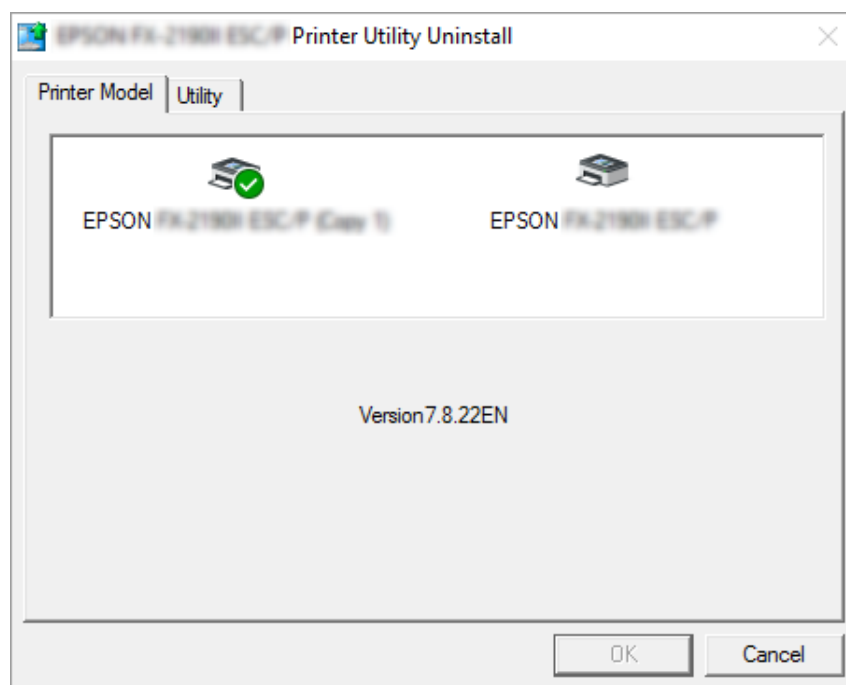 Printer Utility Uninstall
Printer Model
Utility
EPSON
EPSON
Version7.8.22EN
OK
Cancel